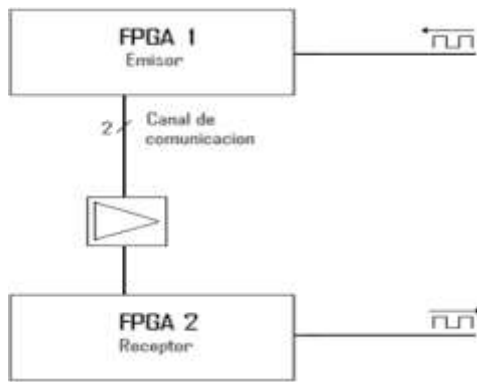 FPGA 1
Emisor
2
Canal de
comunicacion
FPGA 2
Receptor